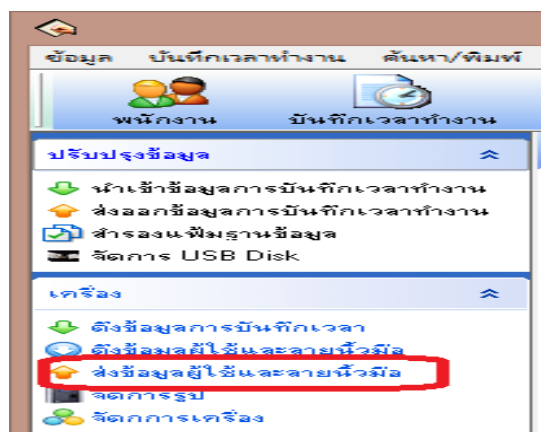 ข้อมูล บันทึกเวลาทำงาน ค้นหา/พิมพ์
พนักงาน บันทึกเวลาทำงาน
ปรับปรุงข้อมูล
นำเข้าข้อมูลการบันทึกเวลาทำงาน
ส่งออกข้อมูลการบันทึกเวลาทำงาน
สำรองแฟ้มฐานข้อมูล
จัดการ USB Disk
เครื่อง
ดึงข้อมูลการบันทึกเวลา
ดึงข้อมูลผู้ใช้และลายนิ้วมือ
ส่งข้อมูลผู้ใช้และลายนิ้วมือ
จัดการรูป
จัดกการเครื่อง